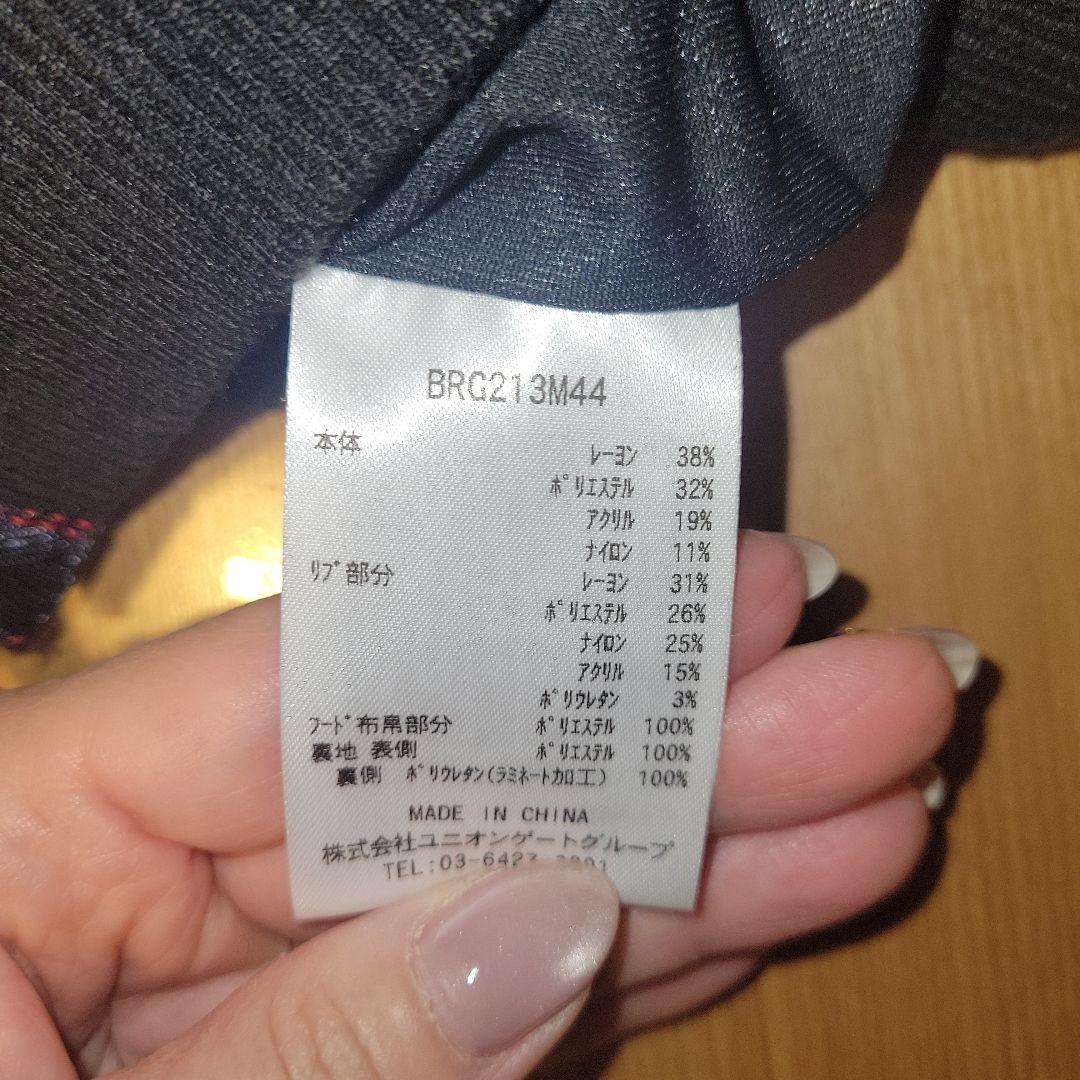 BRG213M44
本体 ﾚｰﾖﾝ 38%
ﾎﾟﾘｴｽﾃﾙ 32%
ｱｸﾘﾙ 19%
ﾅｲﾛﾝ 11%
ﾘﾌﾞ部分 ﾚｰﾖﾝ 31%
ﾎﾟﾘｴｽﾃﾙ 26%
ﾅｲﾛﾝ 25%
ｱｸﾘﾙ 15%
ﾎﾟﾘｳﾚﾀﾝ 3%
ﾌｰﾄﾞ布帛部分 ﾎﾟﾘｴｽﾃﾙ 100%
裏地 表側 ﾎﾟﾘｴｽﾃﾙ 100%
裏側 ﾎﾟﾘｳﾚﾀﾝ(ﾗﾐﾈｰﾄ加工) 100%
MADE IN CHINA
株式会社ユニオンゲートグループ
TEL:03-6427